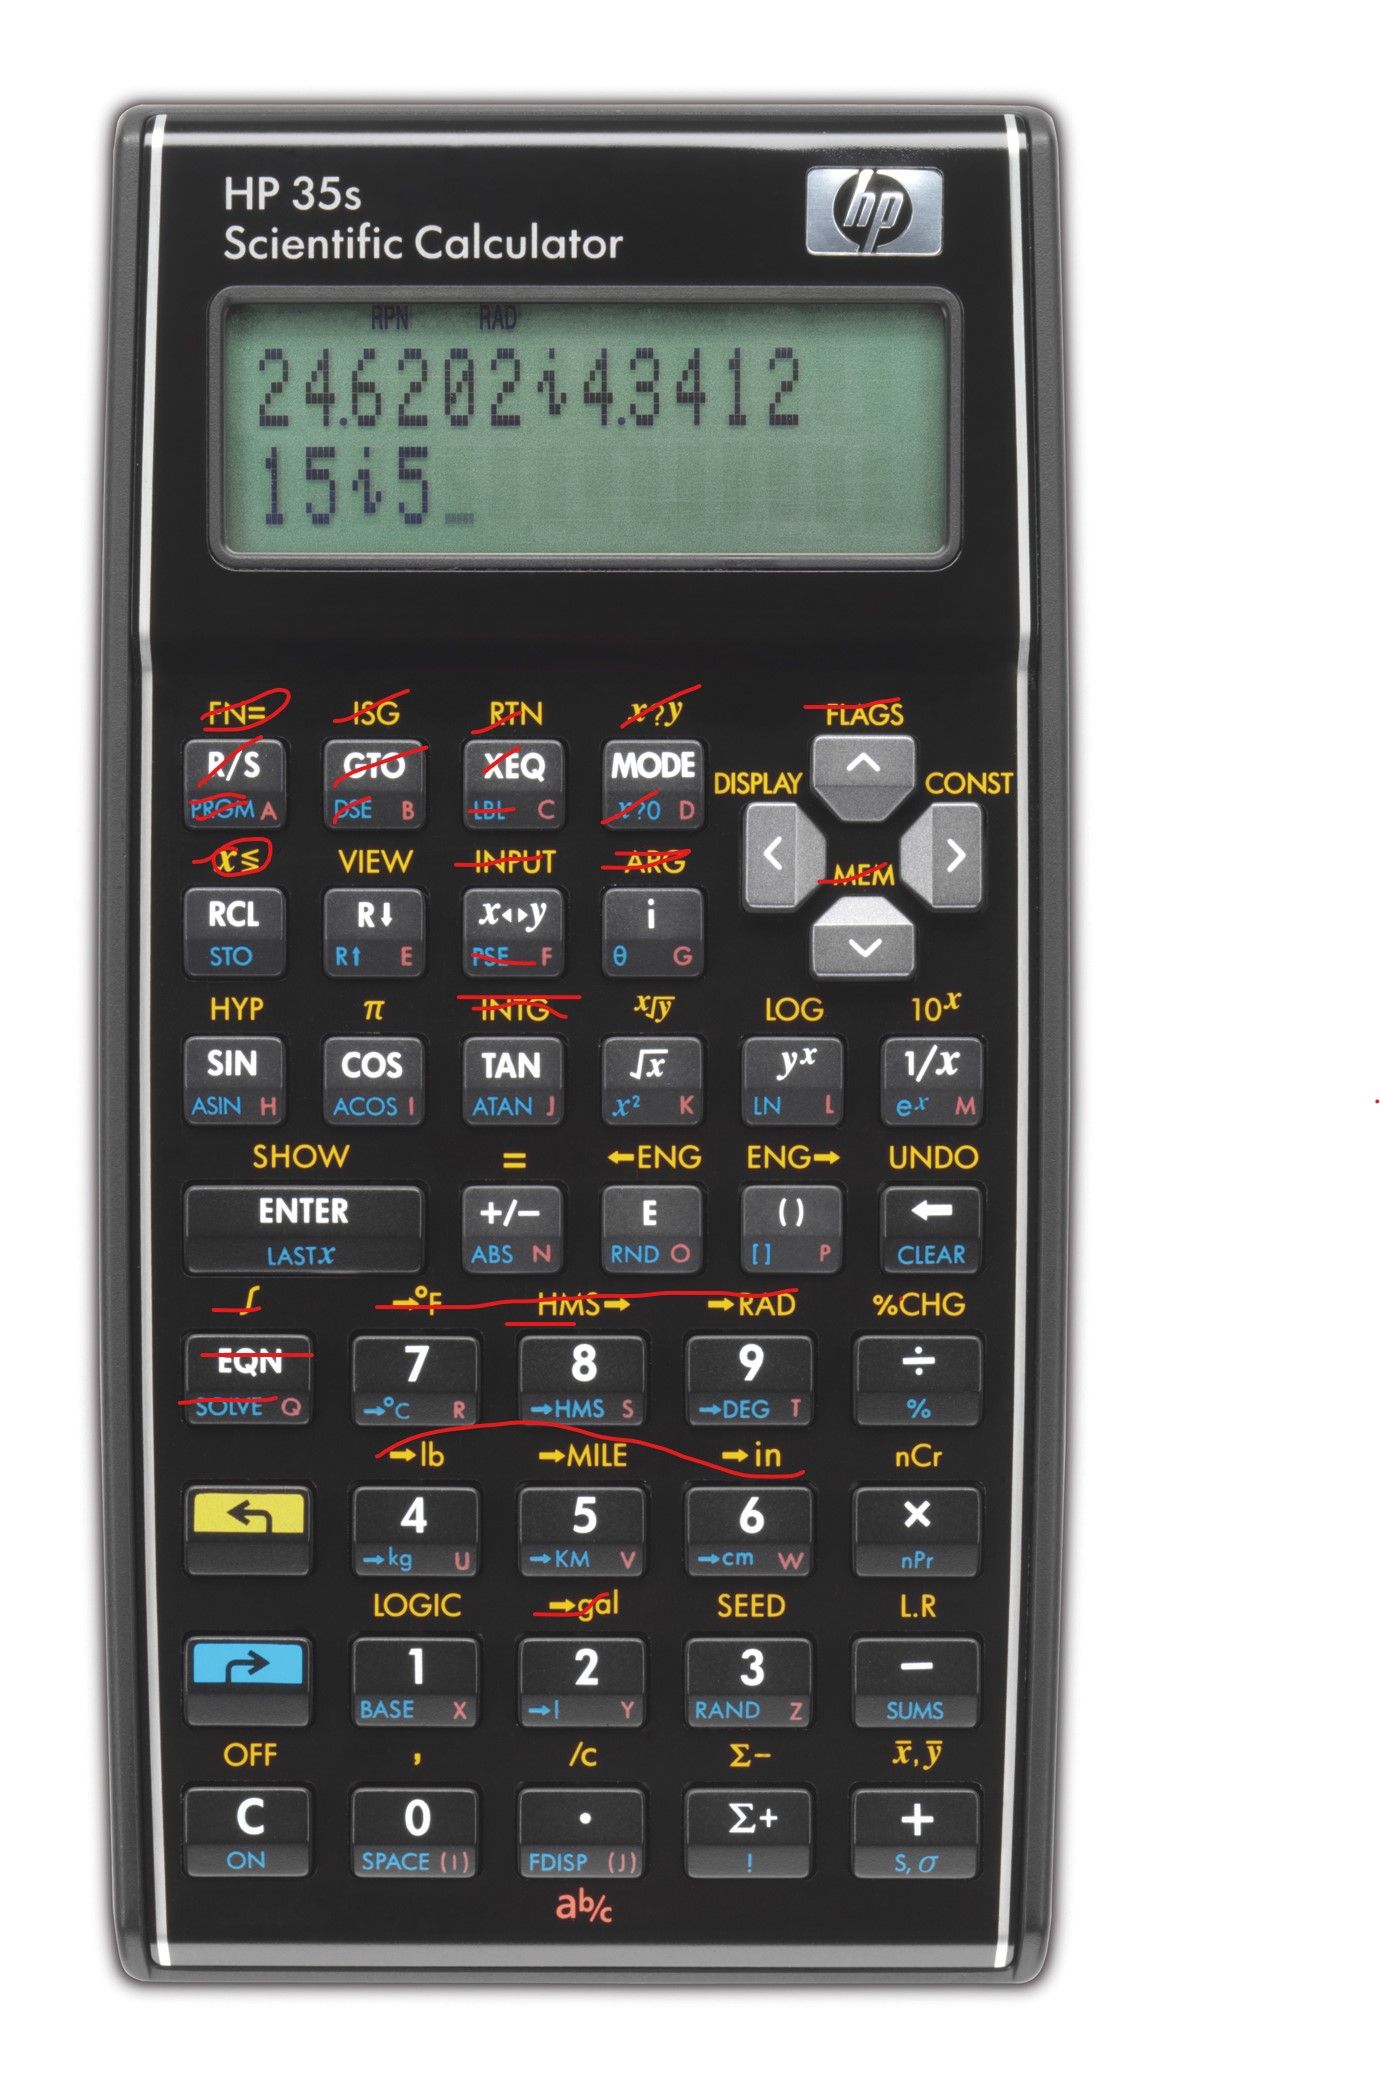 HP 35s
Scientific Calculator
hp
RPN RAD
24.6202i4.3412
15i5_
FN= ISG RTN x?y FLAGS
R/S GTO XEQ MODE
DISPLAY CONST
PRGM A DSE B LBL C x?0 D
x≶ VIEW INPUT ARG MEM
RCL R↓ x◂▸y i
STO R↑ E PSE F θ G
HYP π INTG x√y LOG 10x
SIN COS TAN √x yx 1/x
ASIN H ACOS I ATAN J x2 K LN L ex M
SHOW = ←ENG ENG→ UNDO
ENTER +/− E () ←
LASTx ABS N RND O [] P CLEAR
∫ →°F HMS→ →RAD %CHG
EQN 7 8 9 ÷
SOLVE Q →°C R →HMS S →DEG T %
→lb →MILE →in nCr
4 5 6 ×
→kg U →KM V →cm W nPr
LOGIC →gal SEED L.R
1 2 3 −
BASE X →l Y RAND Z SUMS
OFF , /c Σ− x̄,ȳ
C 0 . Σ+ +
ON SPACE (I) FDISP (J) ! s,σ
ab/c